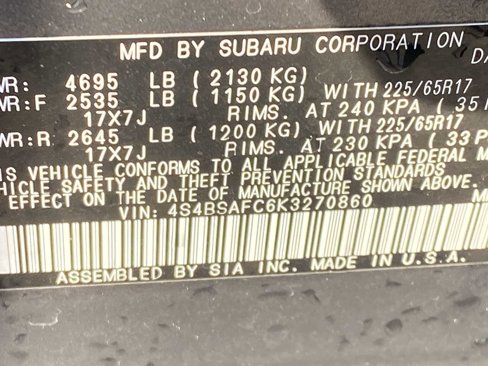 MFD BY SUBARU CORPORATION DA
WR: 4695 LB (2130 KG)
WR:F 2535 LB (1150 KG) WITH 225/65R17
17X7J RIMS. AT 240 KPA (35
WR:R 2645 LB (1200 KG) WITH 225/65R17
17X7J RIMS. AT 230 KPA (33 P
IS VEHICLE CONFORMS TO ALL APPLICABLE FEDERAL M
HICLE SAFETY AND THEFT PREVENTION STANDARDS
EFFECT ON THE DATE OF MANUFACTURE SHOWN ABOVE.
VIN: 4S4BSAFC6K3270860
ASSEMBLED BY SIA INC. MADE IN U.S.A.